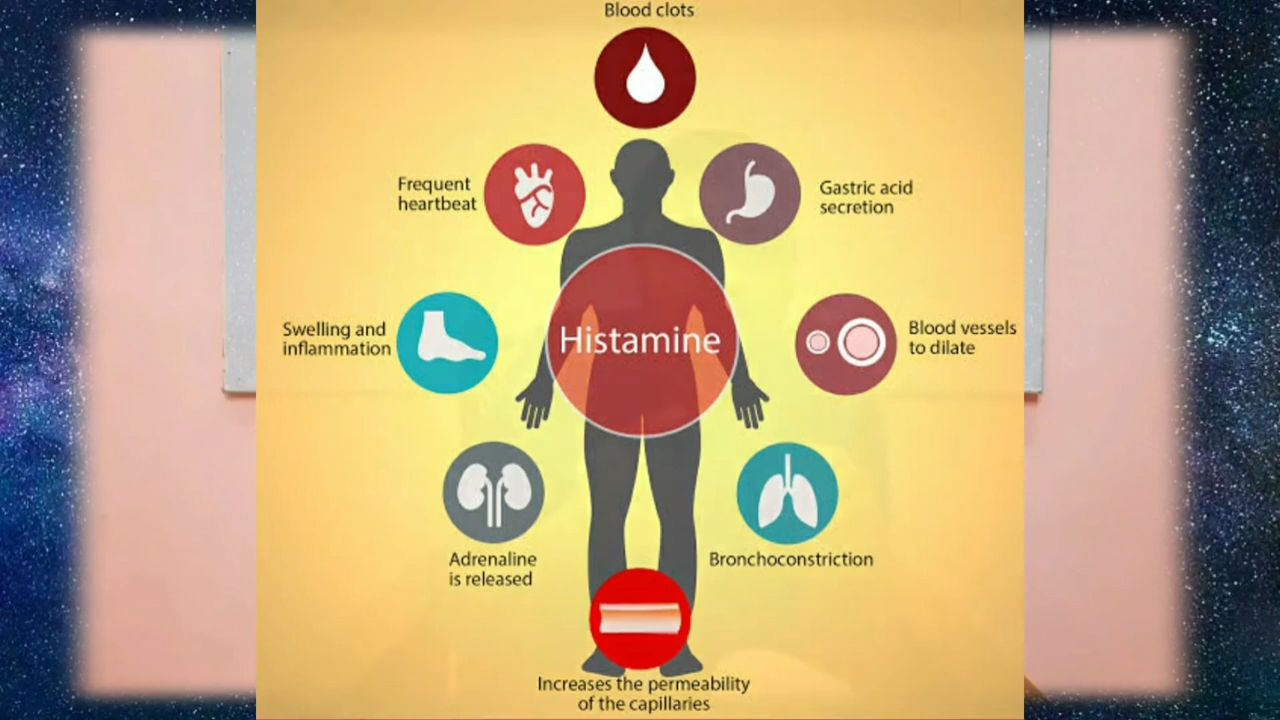 Blood clots
Frequent
heartbeat
Gastric acid
secretion
Histamine
Swelling and
inflammation
Blood vessels
to dilate
Adrenaline
is released
Bronchoconstriction
Increases the permeability
of the capillaries